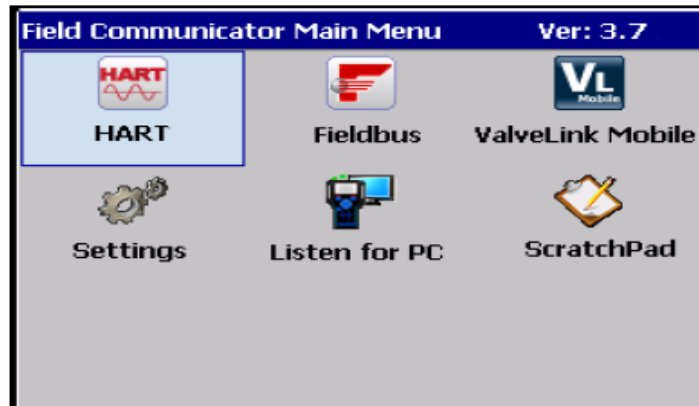 Field Communicator Main Menu Ver: 3.7
HART
VL
Mobile
HART Fieldbus ValveLink Mobile
Settings Listen for PC ScratchPad